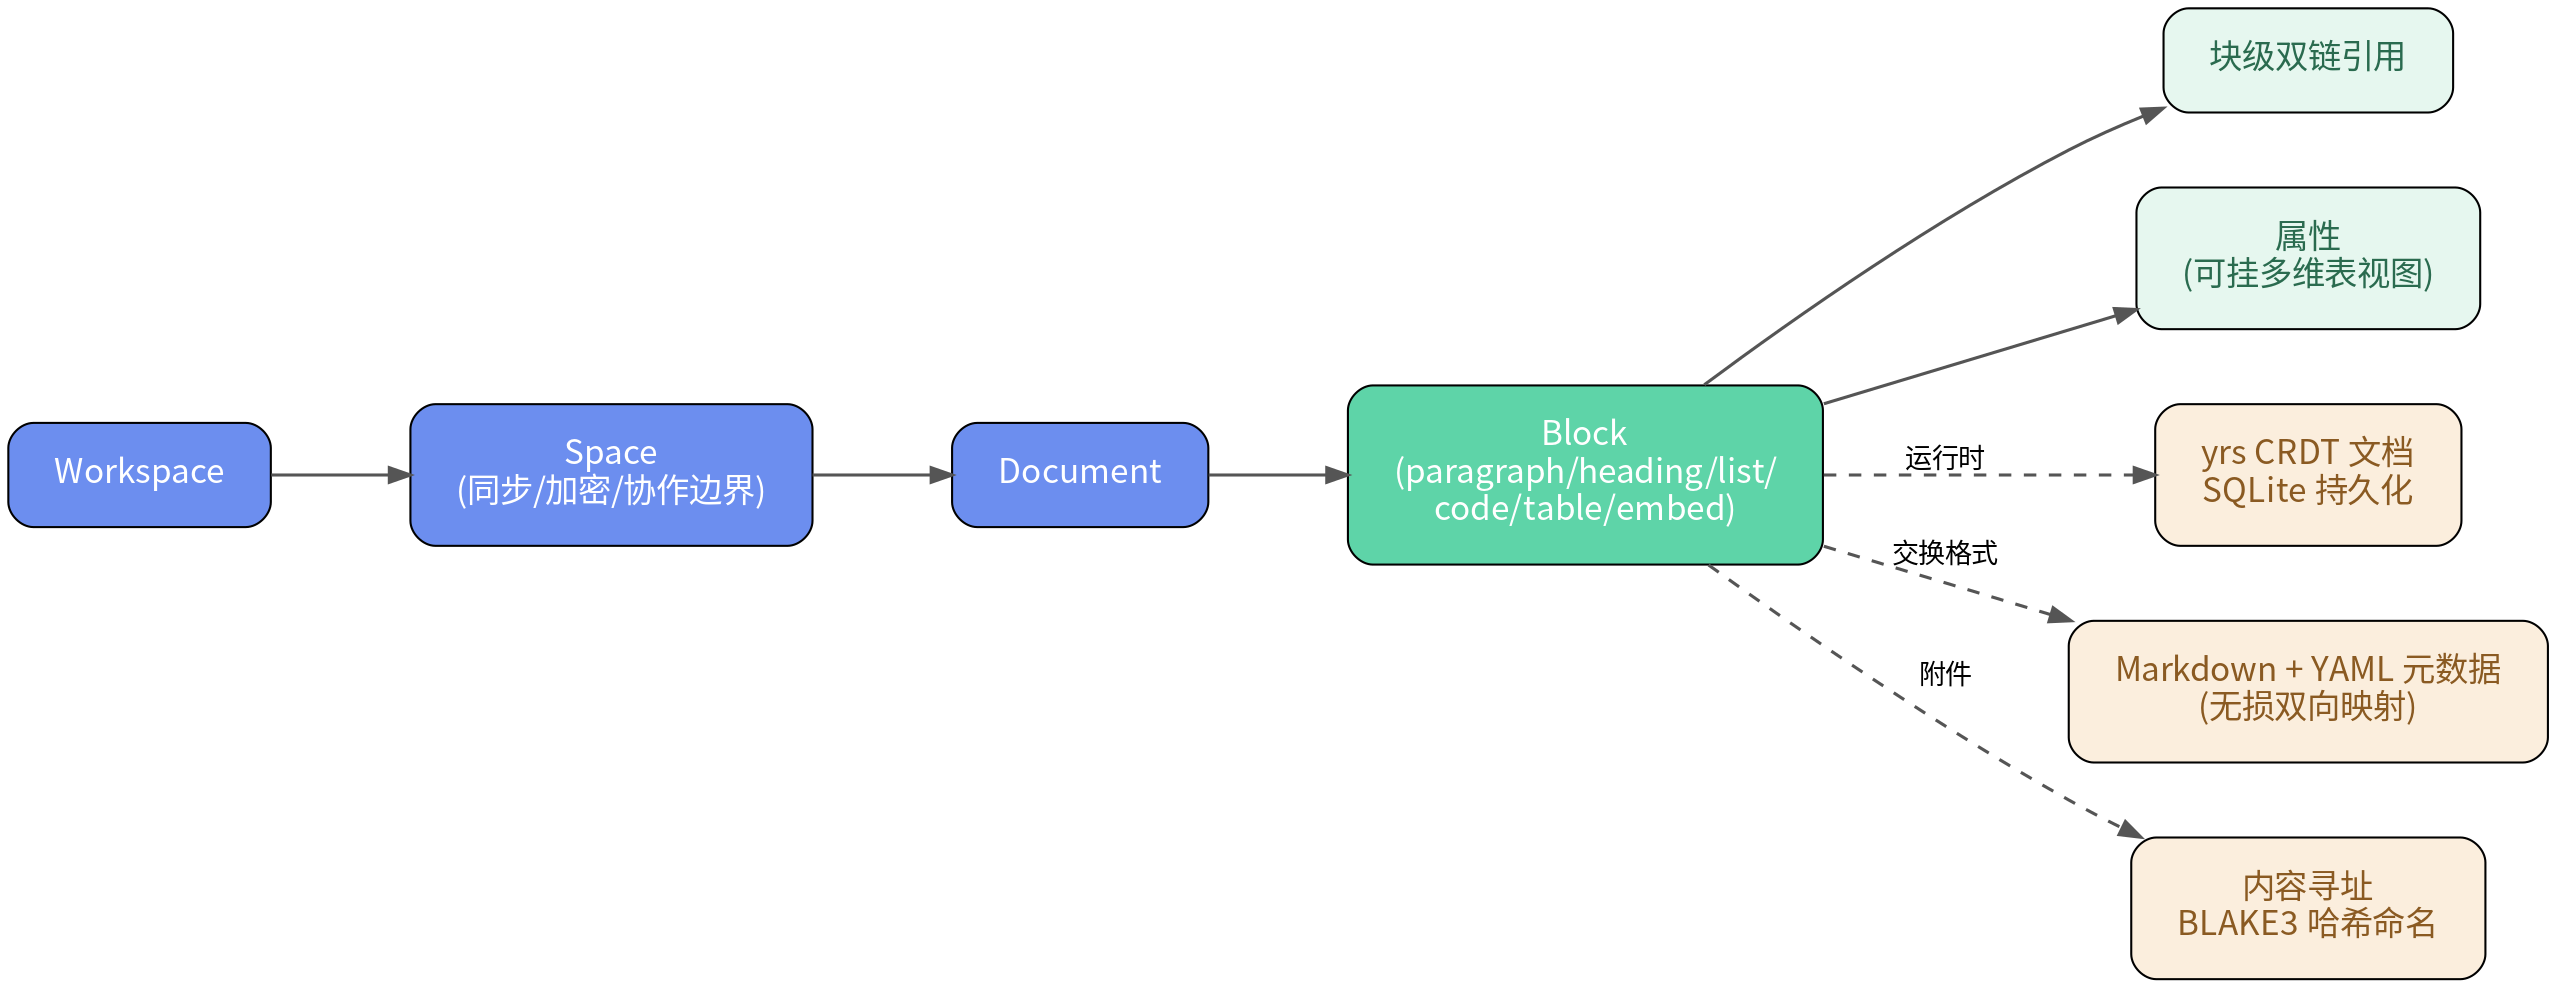 Workspace
Space
(同步/加密/协作边界)
Document
Block
(paragraph/heading/list/
code/table/embed)
块级双链引用
属性
(可挂多维表视图)
运行时
yrs CRDT 文档
SQLite 持久化
交换格式
Markdown + YAML 元数据
(无损双向映射)
附件
内容寻址
BLAKE3 哈希命名